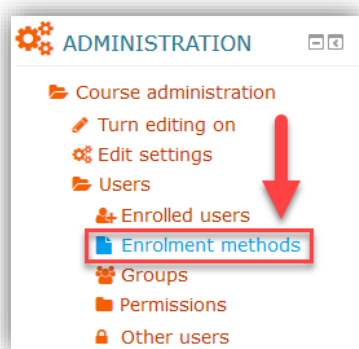 ADMINISTRATION
Course administration
Turn editing on
Edit settings
Users
Enrolled users
Enrolment methods
Groups
Permissions
Other users